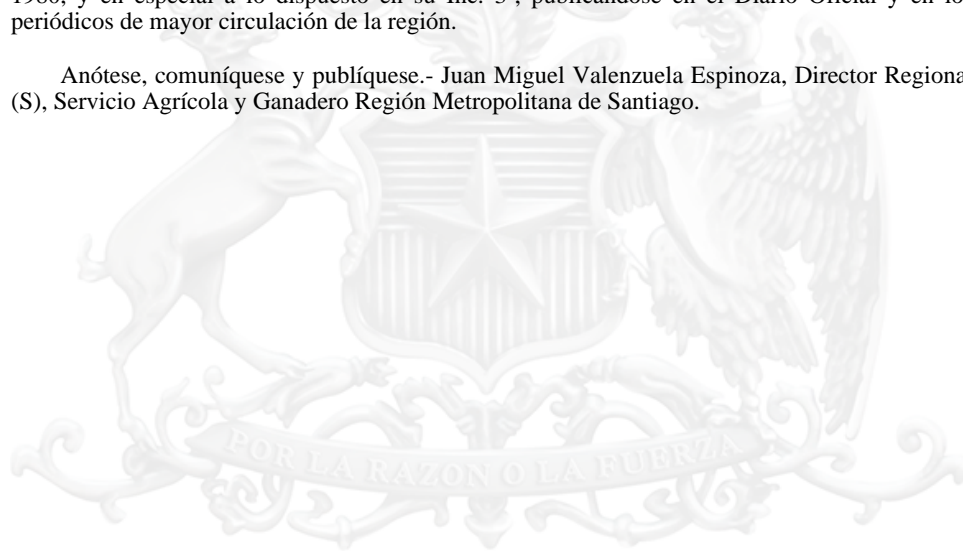 periódicos de mayor circulación de la región.
Anótese, comuníquese y publíquese.- Juan Miguel Valenzuela Espinoza, Director Regiona
(S), Servicio Agrícola y Ganadero Región Metropolitana de Santiago.
POR LA RAZON O LA FUERZA